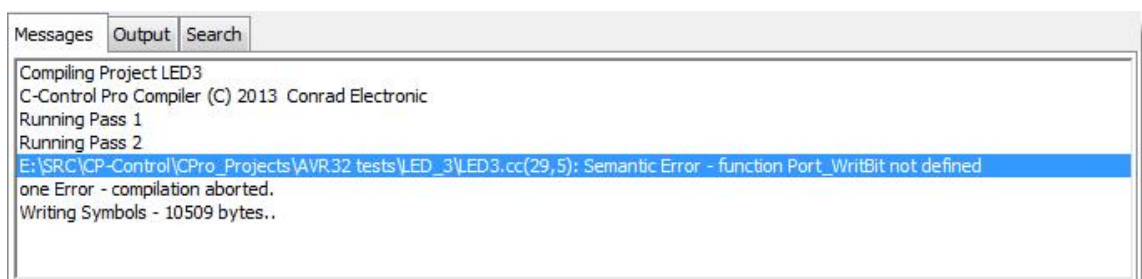 Messages Output Search
Compiling Project LED3
C-Control Pro Compiler (C) 2013 Conrad Electronic
Running Pass 1
Running Pass 2
E:\SRC\CP-Control\CPro_Projects\AVR32 tests\LED_3\LED3.cc(29,5): Semantic Error - function Port_WritBit not defined
one Error - compilation aborted.
Writing Symbols - 10509 bytes..